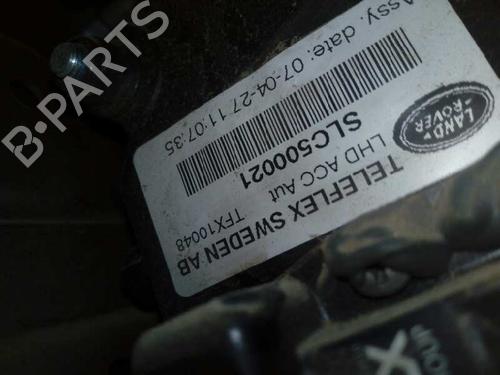 TELEFLEX SWEDEN AB
TFX10048
LHD ACC Aut
SLC500021
Assy. date: 07-04-27 11:07:35
LAND
ROVER
B-PARTS